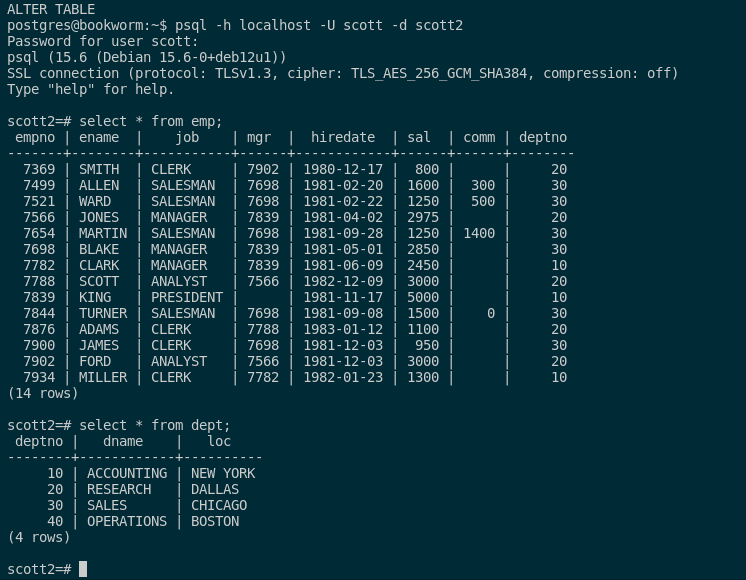 ALTER TABLE
postgres@bookworm:~$ psql -h localhost -U scott -d scott2
Password for user scott:
psql (15.6 (Debian 15.6-0+deb12u1))
SSL connection (protocol: TLSv1.3, cipher: TLS_AES_256_GCM_SHA384, compression: off)
Type "help" for help.

scott2=# select * from emp;
 empno | ename  |    job    | mgr  |  hiredate  | sal  | comm | deptno
-------+--------+-----------+------+------------+------+------+--------
  7369 | SMITH  | CLERK     | 7902 | 1980-12-17 |  800 |      |     20
  7499 | ALLEN  | SALESMAN  | 7698 | 1981-02-20 | 1600 |  300 |     30
  7521 | WARD   | SALESMAN  | 7698 | 1981-02-22 | 1250 |  500 |     30
  7566 | JONES  | MANAGER   | 7839 | 1981-04-02 | 2975 |      |     20
  7654 | MARTIN | SALESMAN  | 7698 | 1981-09-28 | 1250 | 1400 |     30
  7698 | BLAKE  | MANAGER   | 7839 | 1981-05-01 | 2850 |      |     30
  7782 | CLARK  | MANAGER   | 7839 | 1981-06-09 | 2450 |      |     10
  7788 | SCOTT  | ANALYST   | 7566 | 1982-12-09 | 3000 |      |     20
  7839 | KING   | PRESIDENT |      | 1981-11-17 | 5000 |      |     10
  7844 | TURNER | SALESMAN  | 7698 | 1981-09-08 | 1500 |    0 |     30
  7876 | ADAMS  | CLERK     | 7788 | 1983-01-12 | 1100 |      |     20
  7900 | JAMES  | CLERK     | 7698 | 1981-12-03 |  950 |      |     30
  7902 | FORD   | ANALYST   | 7566 | 1981-12-03 | 3000 |      |     20
  7934 | MILLER | CLERK     | 7782 | 1982-01-23 | 1300 |      |     10
(14 rows)

scott2=# select * from dept;
 deptno |   dname    |   loc
--------+------------+----------
     10 | ACCOUNTING | NEW YORK
     20 | RESEARCH   | DALLAS
     30 | SALES      | CHICAGO
     40 | OPERATIONS | BOSTON
(4 rows)

scott2=#